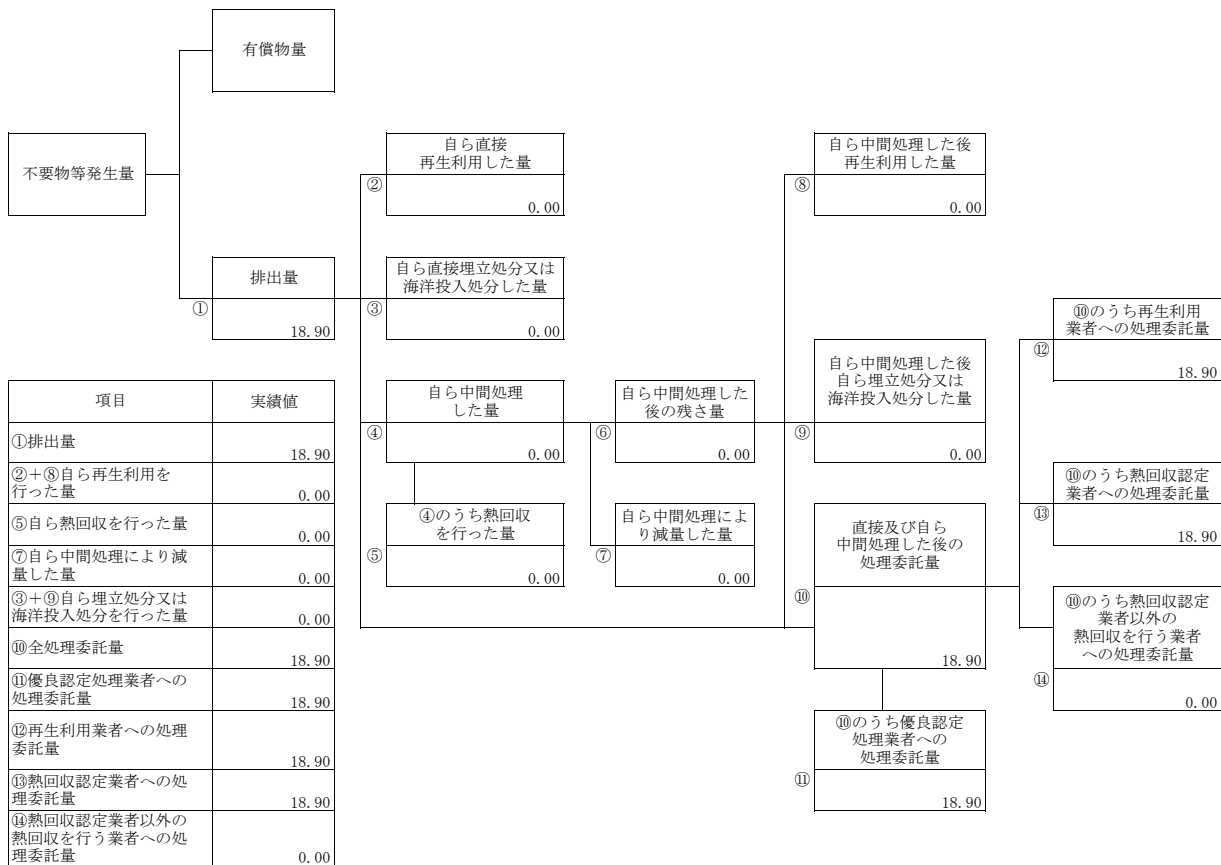 有償物量
不要物等発生量
排出量
①
18.90
自ら直接
再生利用した量
②
0.00
自ら直接埋立処分又は
海洋投入処分した量
③
0.00
自ら中間処理
した量
④
0.00
④のうち熱回収
を行った量
⑤
0.00
自ら中間処理した
後の残さ量
⑥
0.00
自ら中間処理によ
り減量した量
⑦
0.00
自ら中間処理した後
再生利用した量
⑧
0.00
自ら中間処理した後
自ら埋立処分又は
海洋投入処分した量
⑨
0.00
直接及び自ら
中間処理した後の
処理委託量
⑩
18.90
⑩のうち優良認定
処理業者への
処理委託量
⑪
18.90
⑩のうち再生利用
業者への処理委託量
⑫
18.90
⑩のうち熱回収認定
業者への処理委託量
⑬
18.90
⑩のうち熱回収認定
業者以外の
熱回収を行う業者
への処理委託量
⑭
0.00
項目 実績値
①排出量
18.90
②＋⑧自ら再生利用を
行った量
0.00
⑤自ら熱回収を行った量
0.00
⑦自ら中間処理により減
量した量
0.00
③＋⑨自ら埋立処分又は
海洋投入処分を行った量
0.00
⑩全処理委託量
18.90
⑪優良認定処理業者への
処理委託量
18.90
⑫再生利用業者への処理
委託量
18.90
⑬熱回収認定業者への処
理委託量
18.90
⑭熱回収認定業者以外の
熱回収を行う業者への処
理委託量
0.00